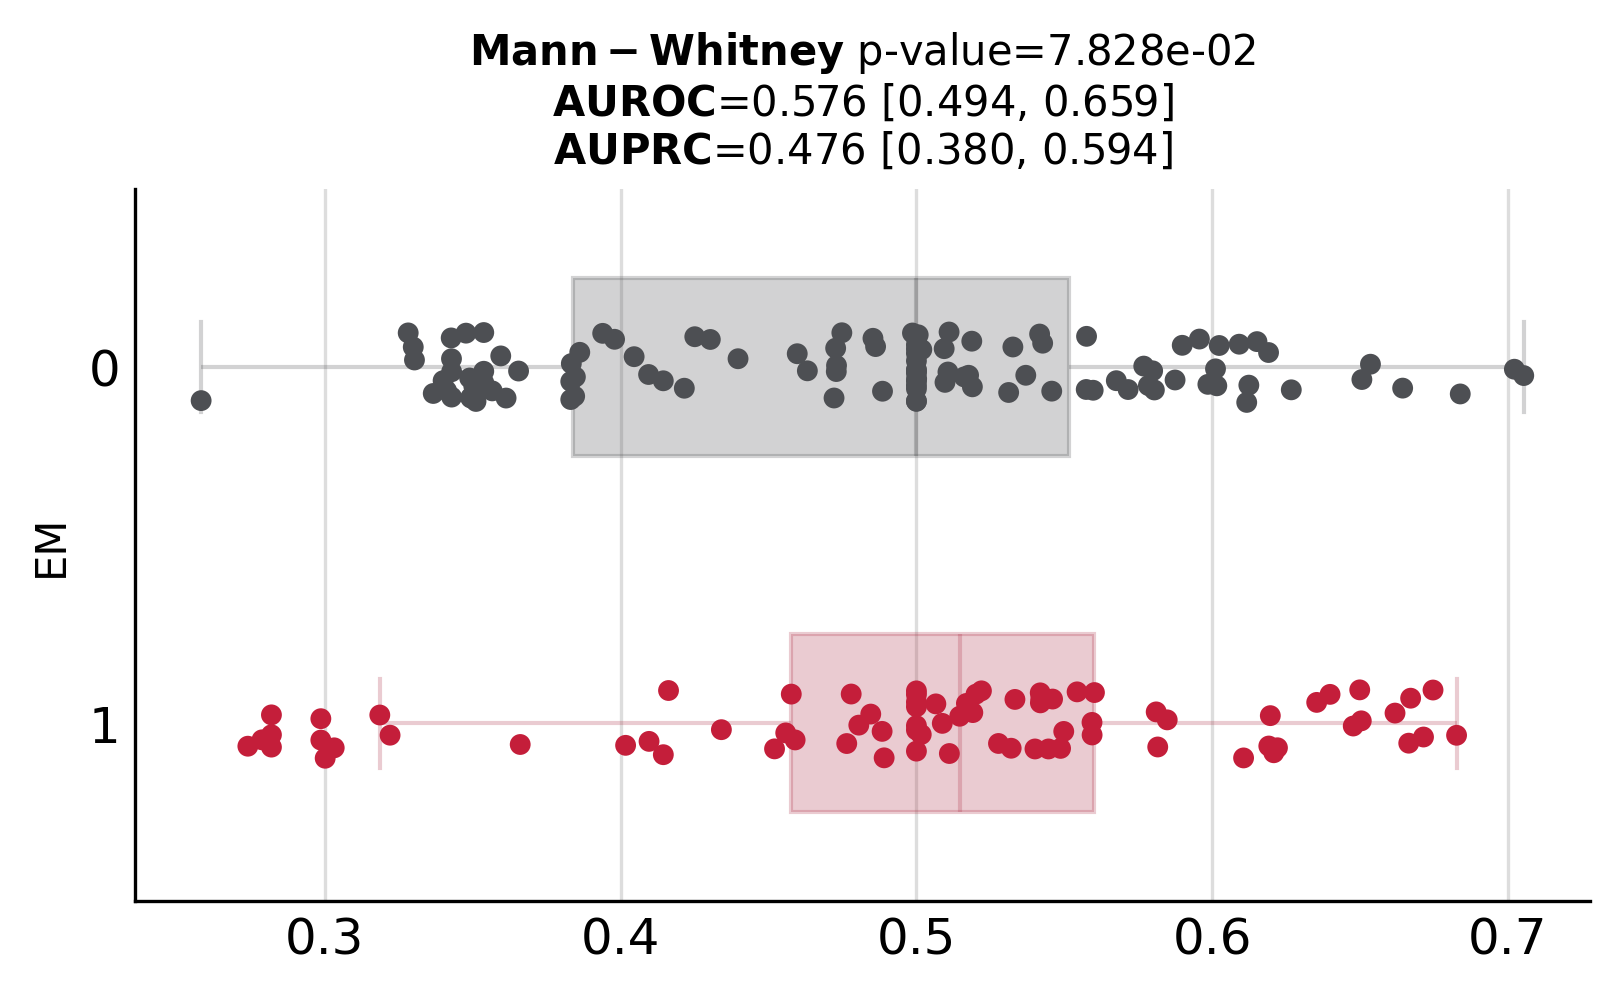 Mann − Whitney p-value=7.828e-02
AUROC=0.576 [0.494, 0.659]
AUPRC=0.476 [0.380, 0.594]
0
EM
1
0.3 0.4 0.5 0.6 0.7